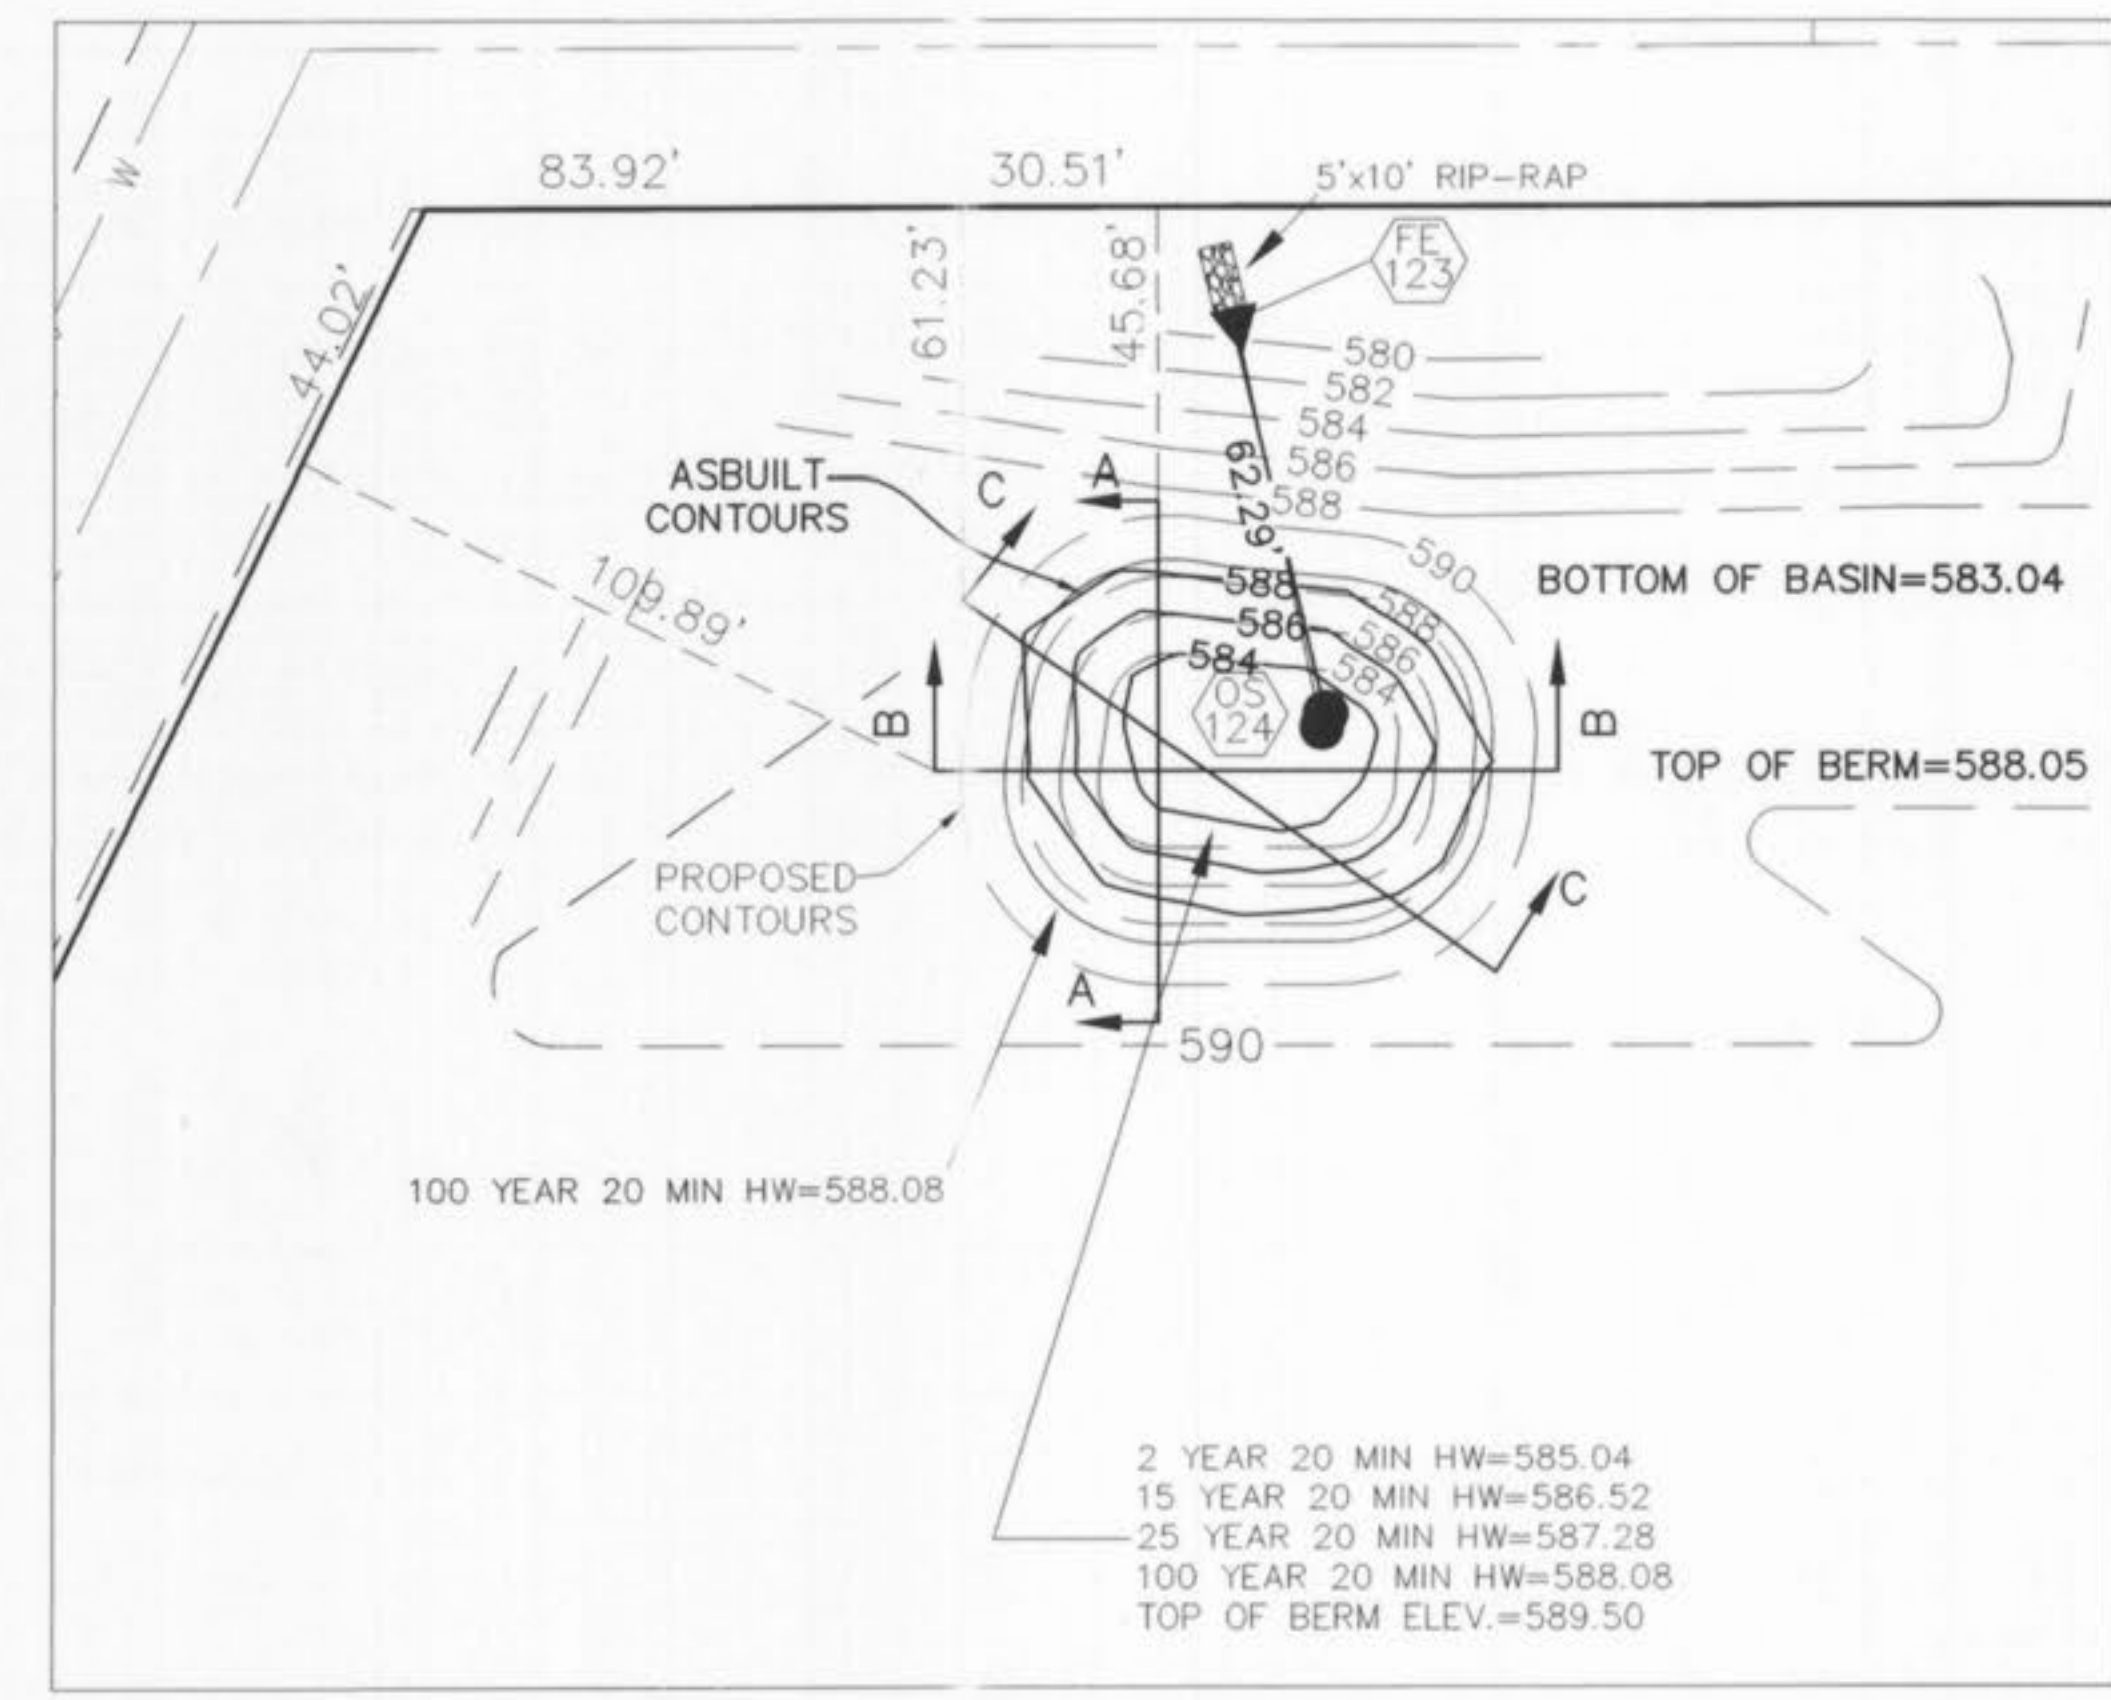 83.92'
30.51'
5'x10' RIP-RAP
W
FE
123
61.23'
45.68'
44.02'
580
582
584
586
588
590
62.29'
ASBUILT
CONTOURS
C
A
109.89'
588
586
584
588
586
584
BOTTOM OF BASIN=583.04
OS
124
B
B
TOP OF BERM=588.05
PROPOSED
CONTOURS
C
A
590
100 YEAR 20 MIN HW=588.08
2 YEAR 20 MIN HW=585.04
15 YEAR 20 MIN HW=586.52
25 YEAR 20 MIN HW=587.28
100 YEAR 20 MIN HW=588.08
TOP OF BERM ELEV.=589.50